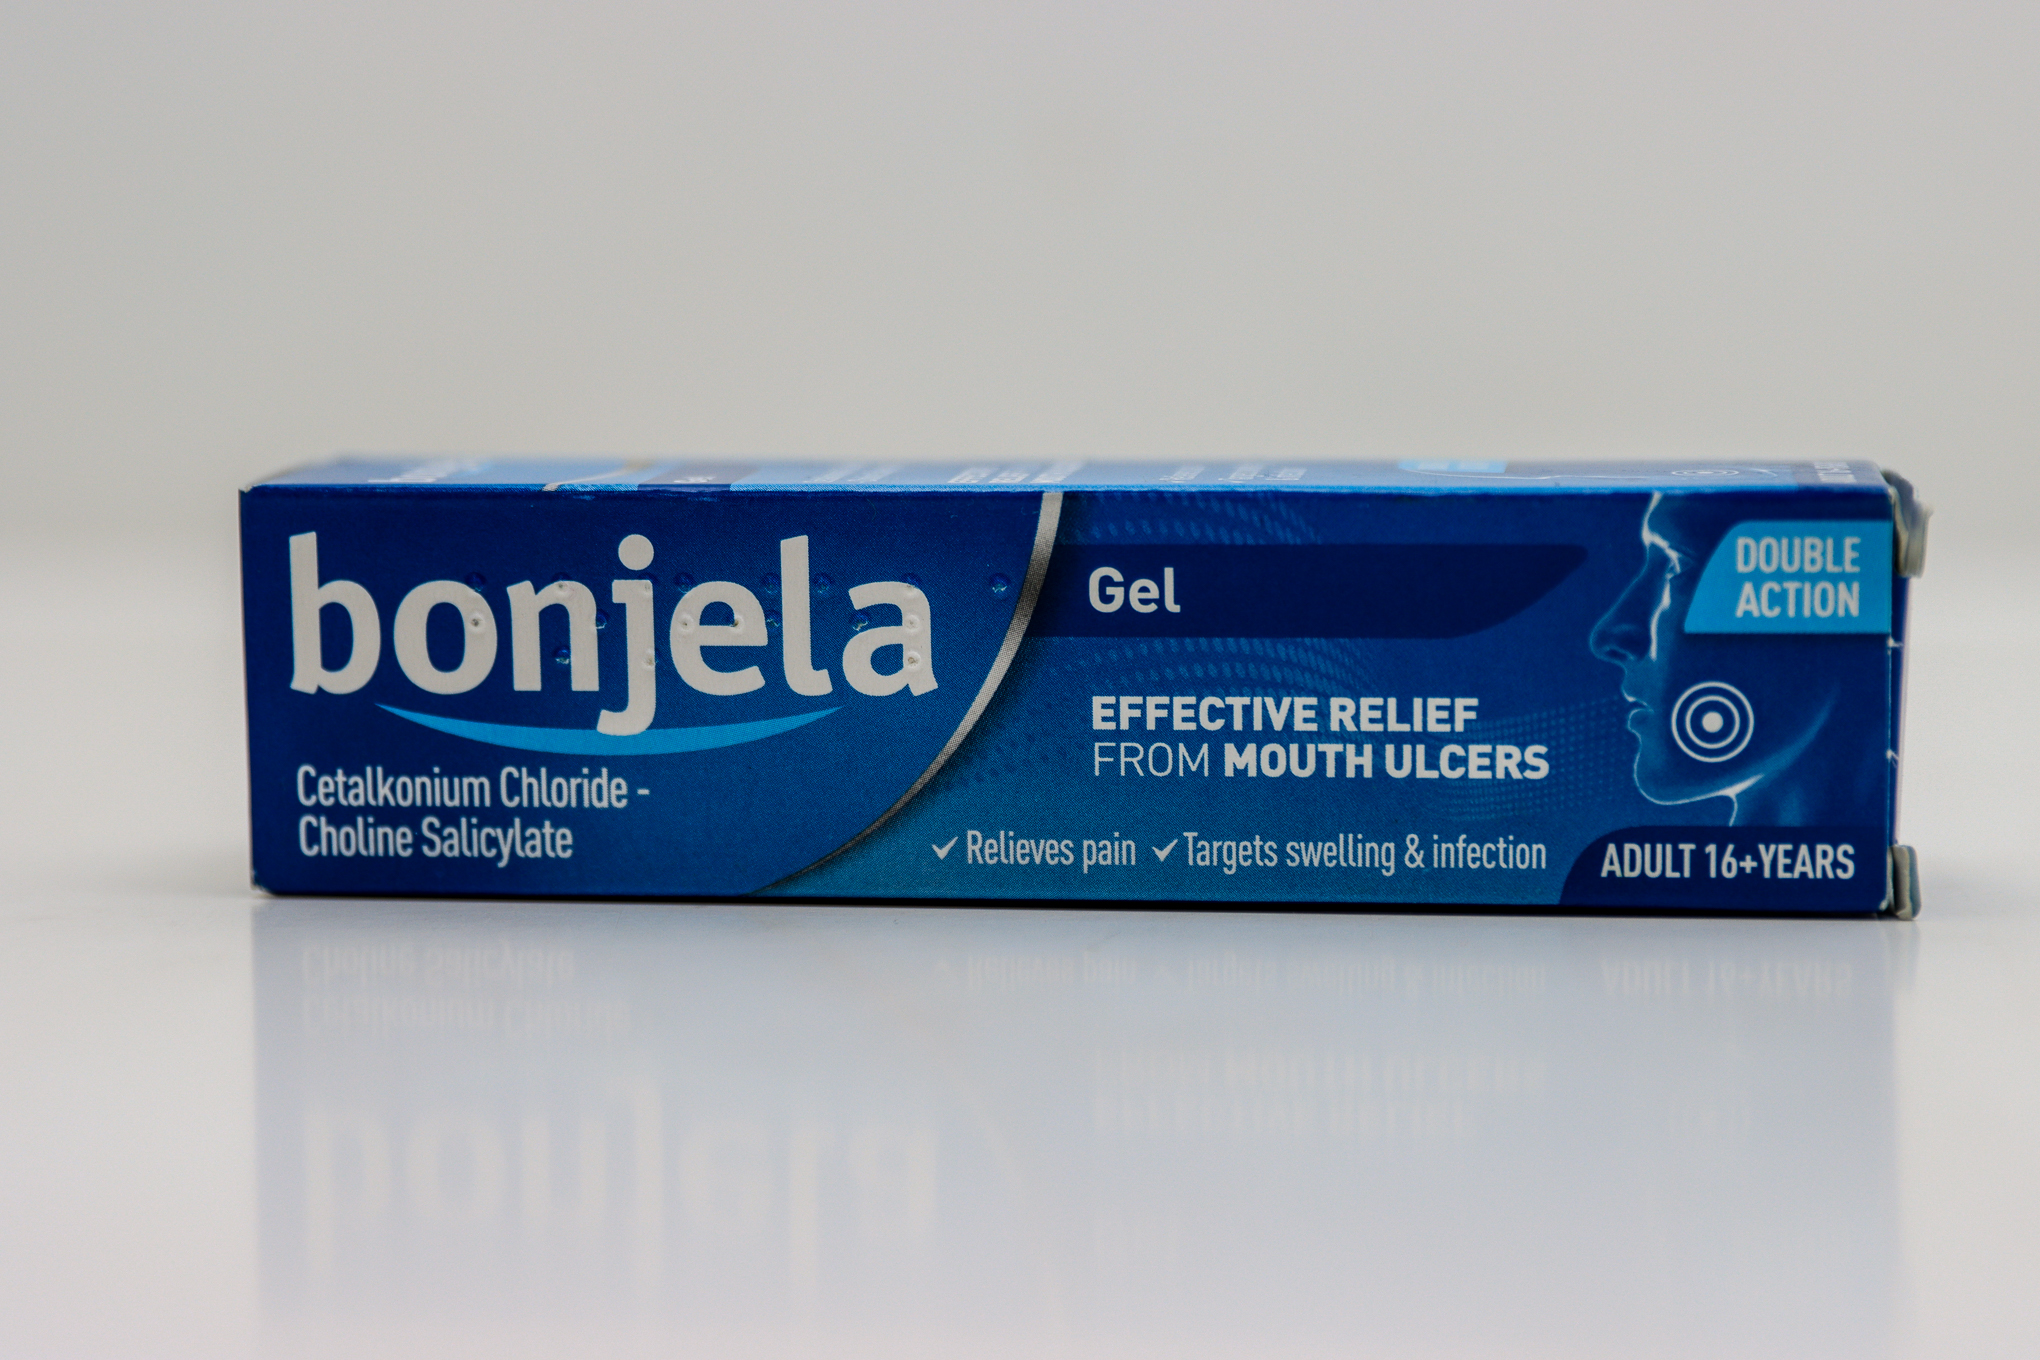 bonjela
Cetalkonium Chloride -
Choline Salicylate
Gel
EFFECTIVE RELIEF
FROM MOUTH ULCERS
✓ Relieves pain ✓ Targets swelling & infection
DOUBLE
ACTION
ADULT 16+YEARS